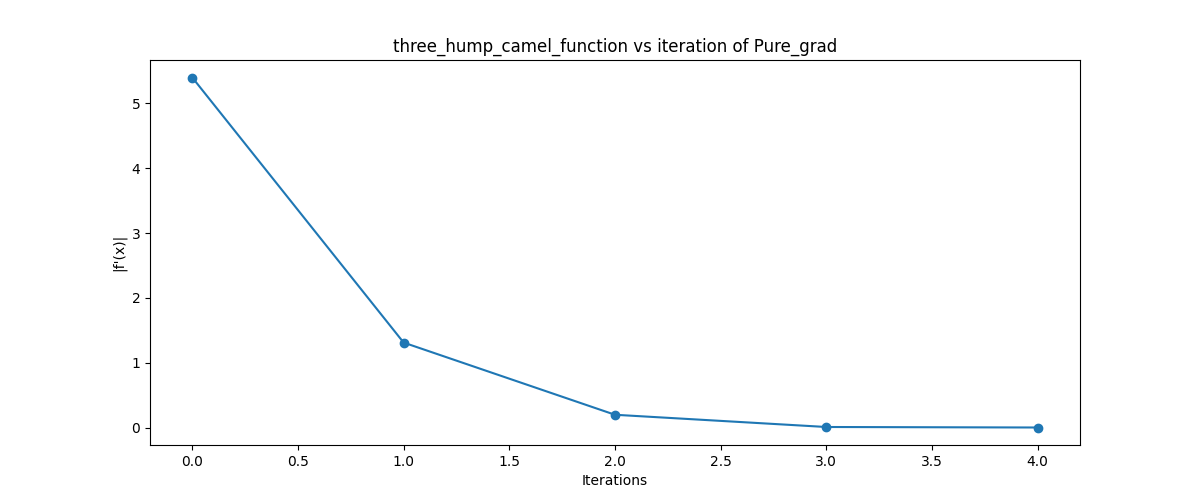 three_hump_camel_function vs iteration of Pure_grad
|f'(x)|
5
4
3
2
1
0
0.0 0.5 1.0 1.5 2.0 2.5 3.0 3.5 4.0
Iterations